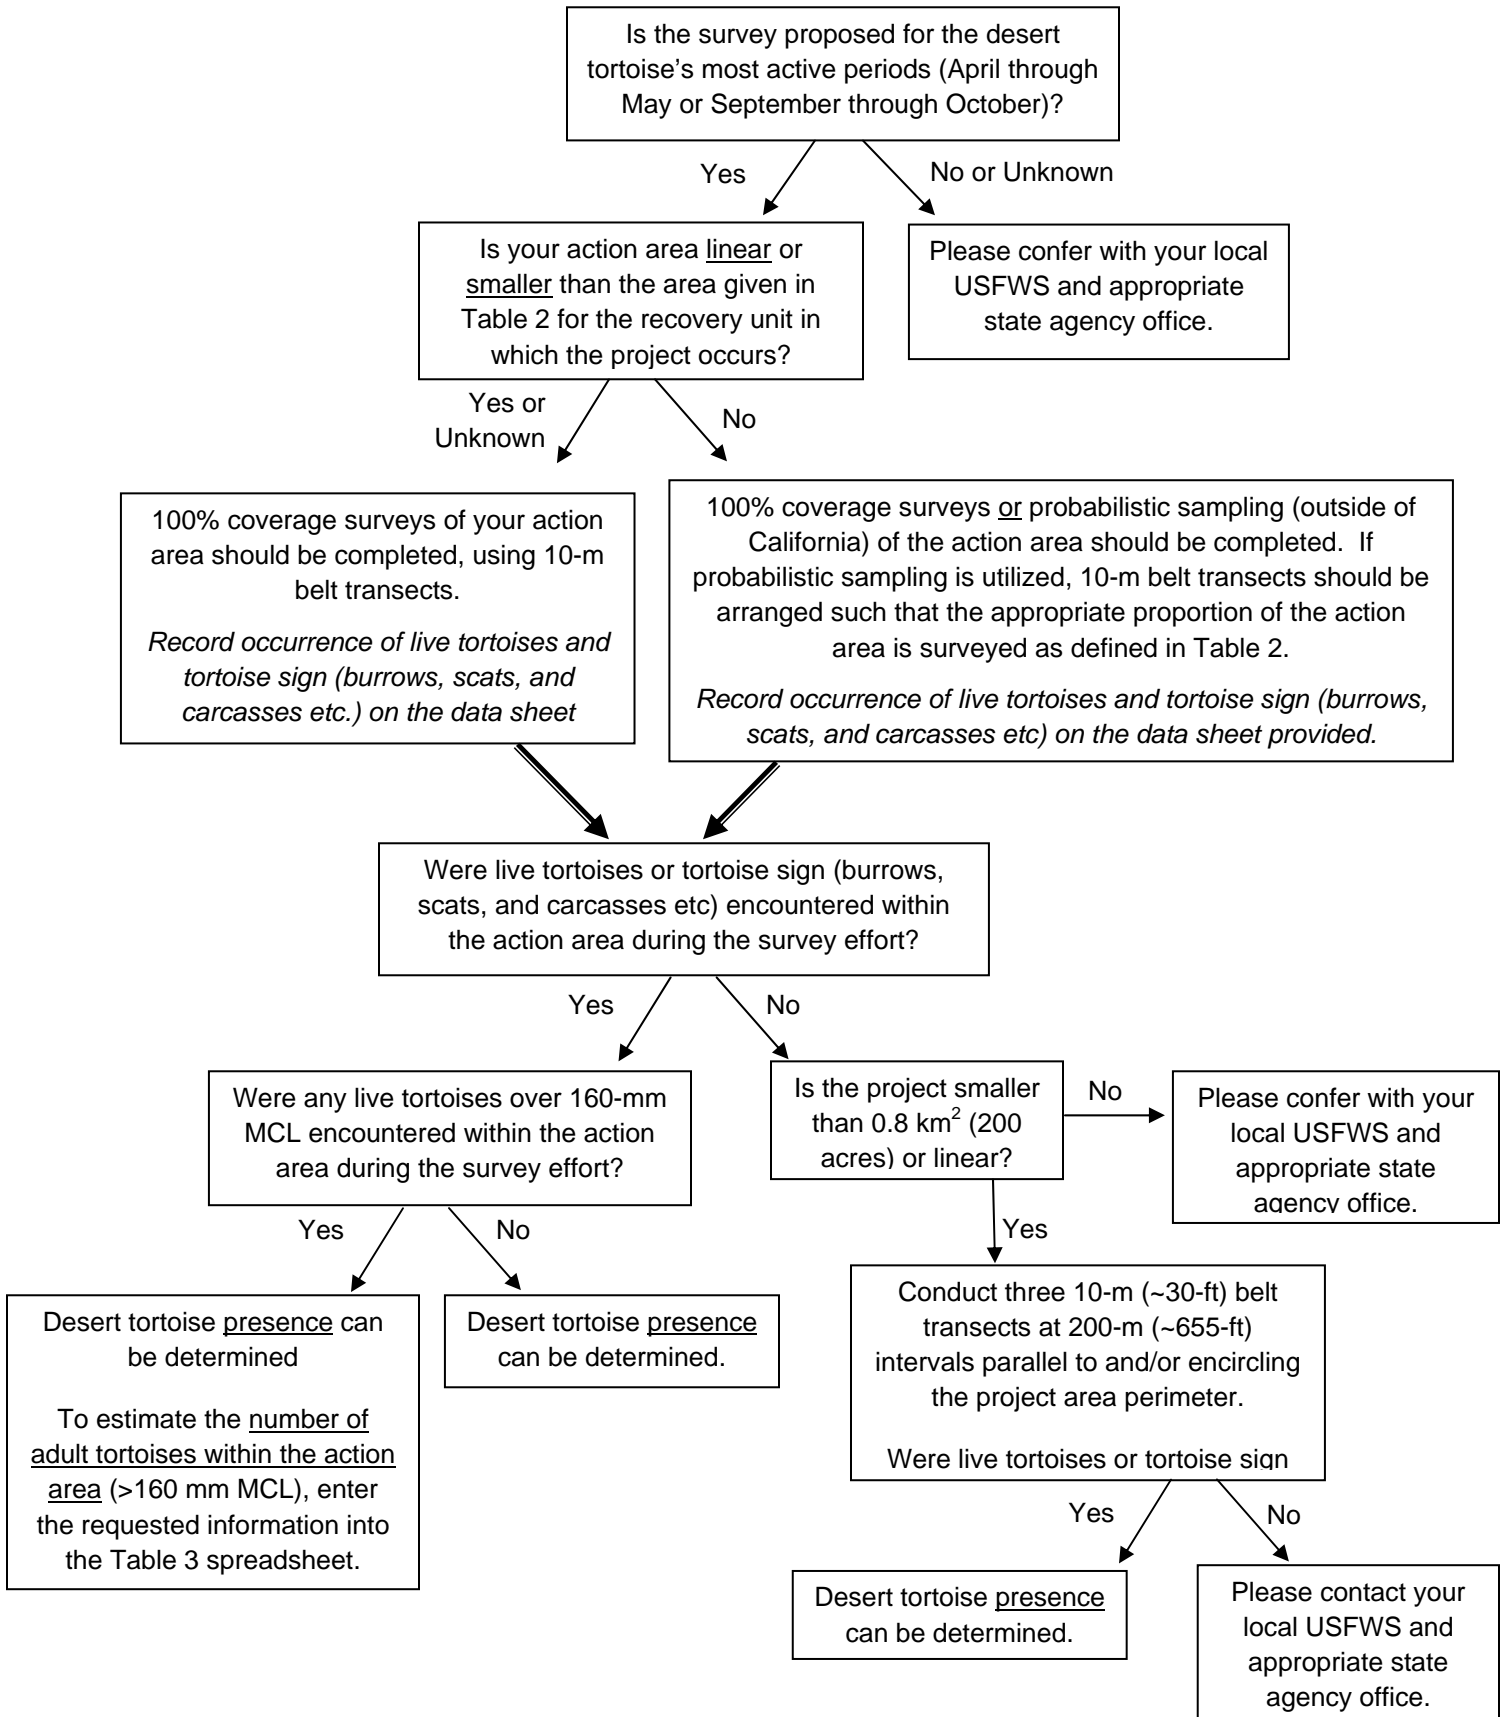 Is the survey proposed for the desert
tortoise’s most active periods (April through
May or September through October)?
Yes
No or Unknown
Is your action area linear or
smaller than the area given in
Table 2 for the recovery unit in
which the project occurs?
Please confer with your local
USFWS and appropriate
state agency office.
Yes or
Unknown
No
100% coverage surveys of your action
area should be completed, using 10-m
belt transects.
Record occurrence of live tortoises and
tortoise sign (burrows, scats, and
carcasses etc.) on the data sheet
100% coverage surveys or probabilistic sampling (outside of
California) of the action area should be completed.  If
probabilistic sampling is utilized, 10-m belt transects should be
arranged such that the appropriate proportion of the action
area is surveyed as defined in Table 2.
Record occurrence of live tortoises and tortoise sign (burrows,
scats, and carcasses etc) on the data sheet provided.
Were live tortoises or tortoise sign (burrows,
scats, and carcasses etc) encountered within
the action area during the survey effort?
Yes
No
Were any live tortoises over 160-mm
MCL encountered within the action
area during the survey effort?
Is the project smaller
than 0.8 km² (200
acres) or linear?
No
Please confer with your
local USFWS and
appropriate state
agency office.
Yes
No
Yes
Desert tortoise presence can
be determined
To estimate the number of
adult tortoises within the action
area (>160 mm MCL), enter
the requested information into
the Table 3 spreadsheet.
Desert tortoise presence
can be determined.
Conduct three 10-m (~30-ft) belt
transects at 200-m (~655-ft)
intervals parallel to and/or encircling
the project area perimeter.
Were live tortoises or tortoise sign
Yes
No
Desert tortoise presence
can be determined.
Please contact your
local USFWS and
appropriate state
agency office.